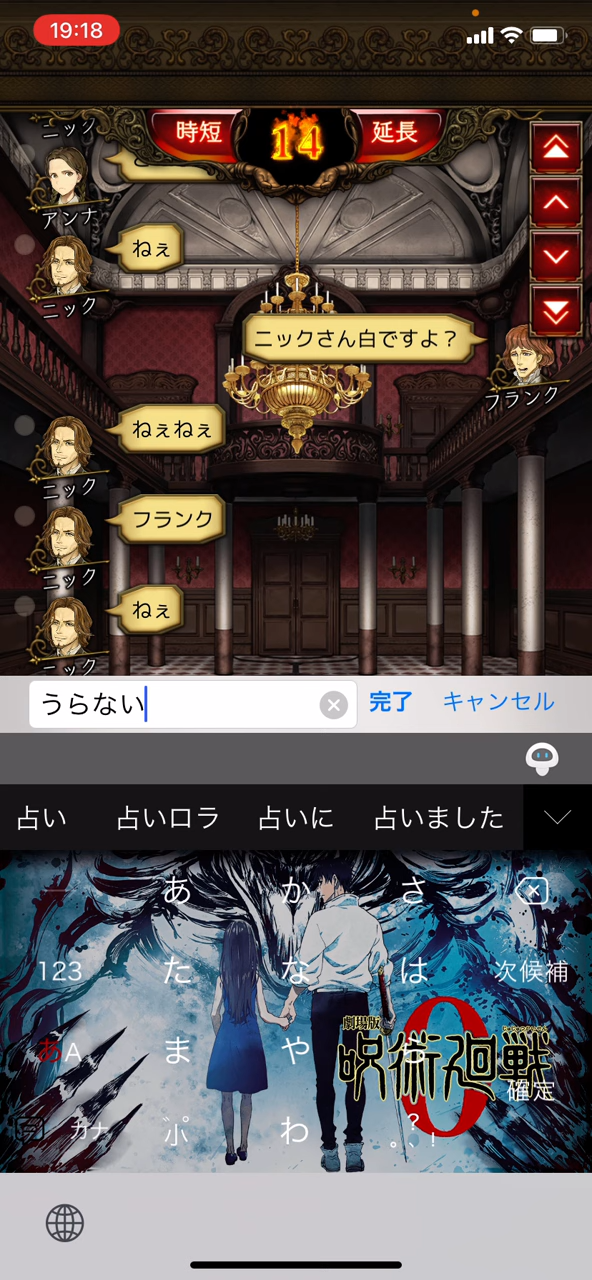 19:18
ニック
時短
14
延長
アンナ
ねぇ
ニック
ニックさん白ですよ？
フランク
ねぇねぇ
ニック
フランク
ニック
ねぇ
ニック
うらない
完了
キャンセル
占い
占いロラ
占いに
占いました
あ
か
さ
123
た
な
は
次候補
あA
ま
や
ら
劇場版
呪術廻戦
0
確定
カナ
小
わ
。?!